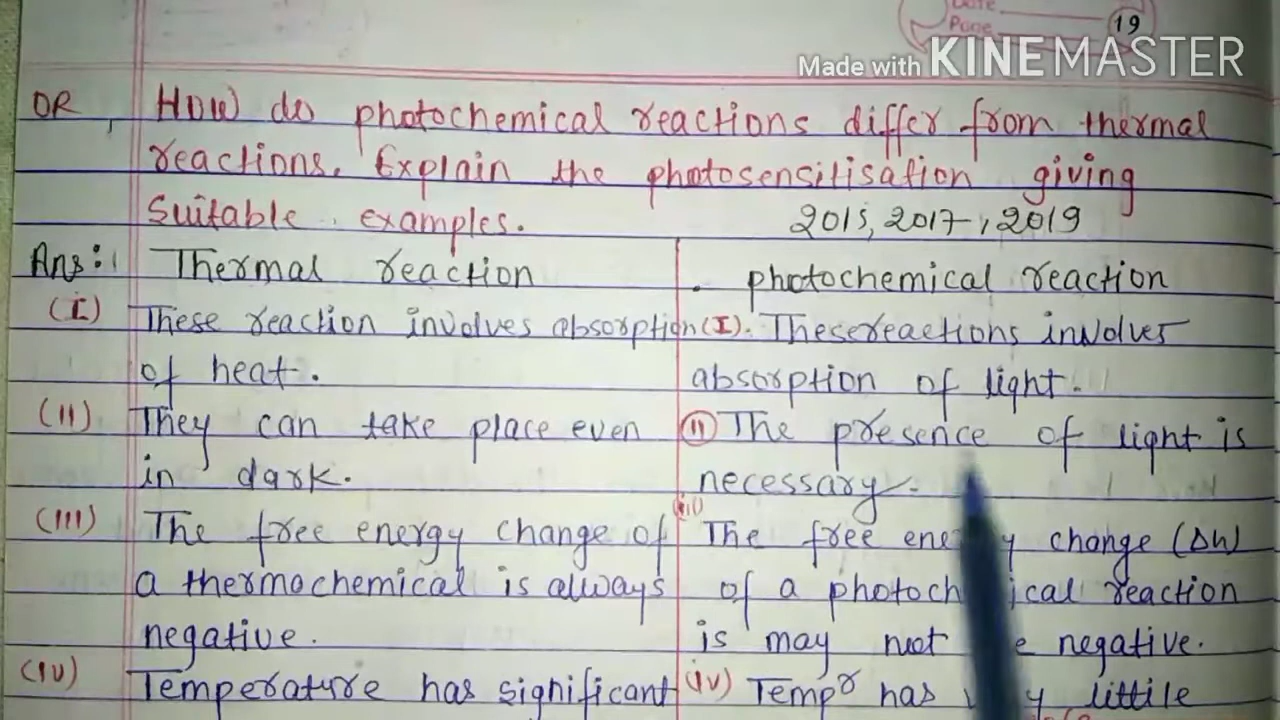 Date
Page 19
Made with KINEMASTER
OR, How do photochemical reactions differ from thermal
reactions. Explain the photosensitisation giving
Suitable examples. 2015, 2017, 2019
Ans:
Thermal reaction
(I) These reaction involves absorption
of heat.
(II) They can take place even
in dark.
(III) The free energy change of
a thermochemical is always
negative.
(IV) Temperature has significant
photochemical reaction
(I). These reactions involves
absorption of light.
(II) The presence of light is
necessary.
(III) The free change
of a reaction
is may not negative.
(IV) Tempr has littile